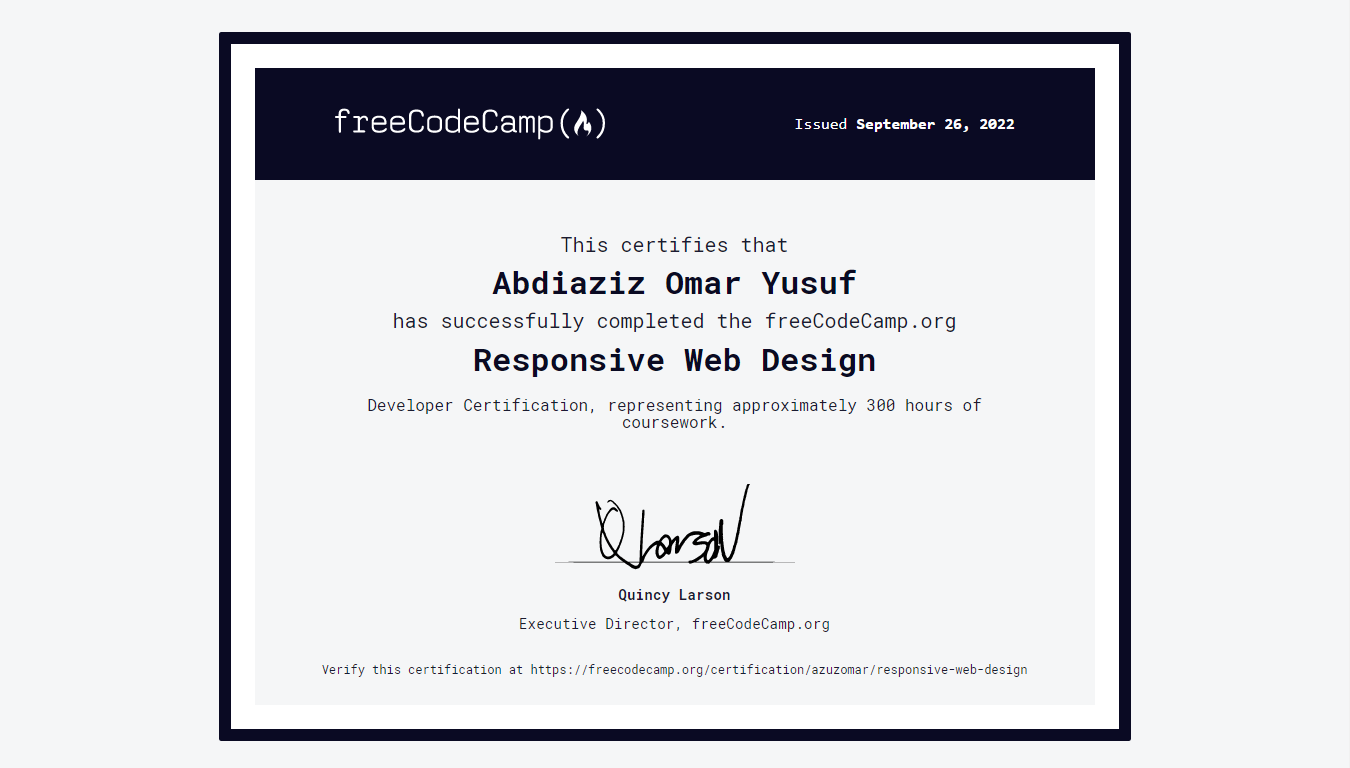 freeCodeCamp
Issued September 26, 2022
This certifies that
Abdiaziz Omar Yusuf
has successfully completed the freeCodeCamp.org
Responsive Web Design
Developer Certification, representing approximately 300 hours of
coursework.
Q Larson
Quincy Larson
Executive Director, freeCodeCamp.org
Verify this certification at https://freecodecamp.org/certification/azuzomar/responsive-web-design